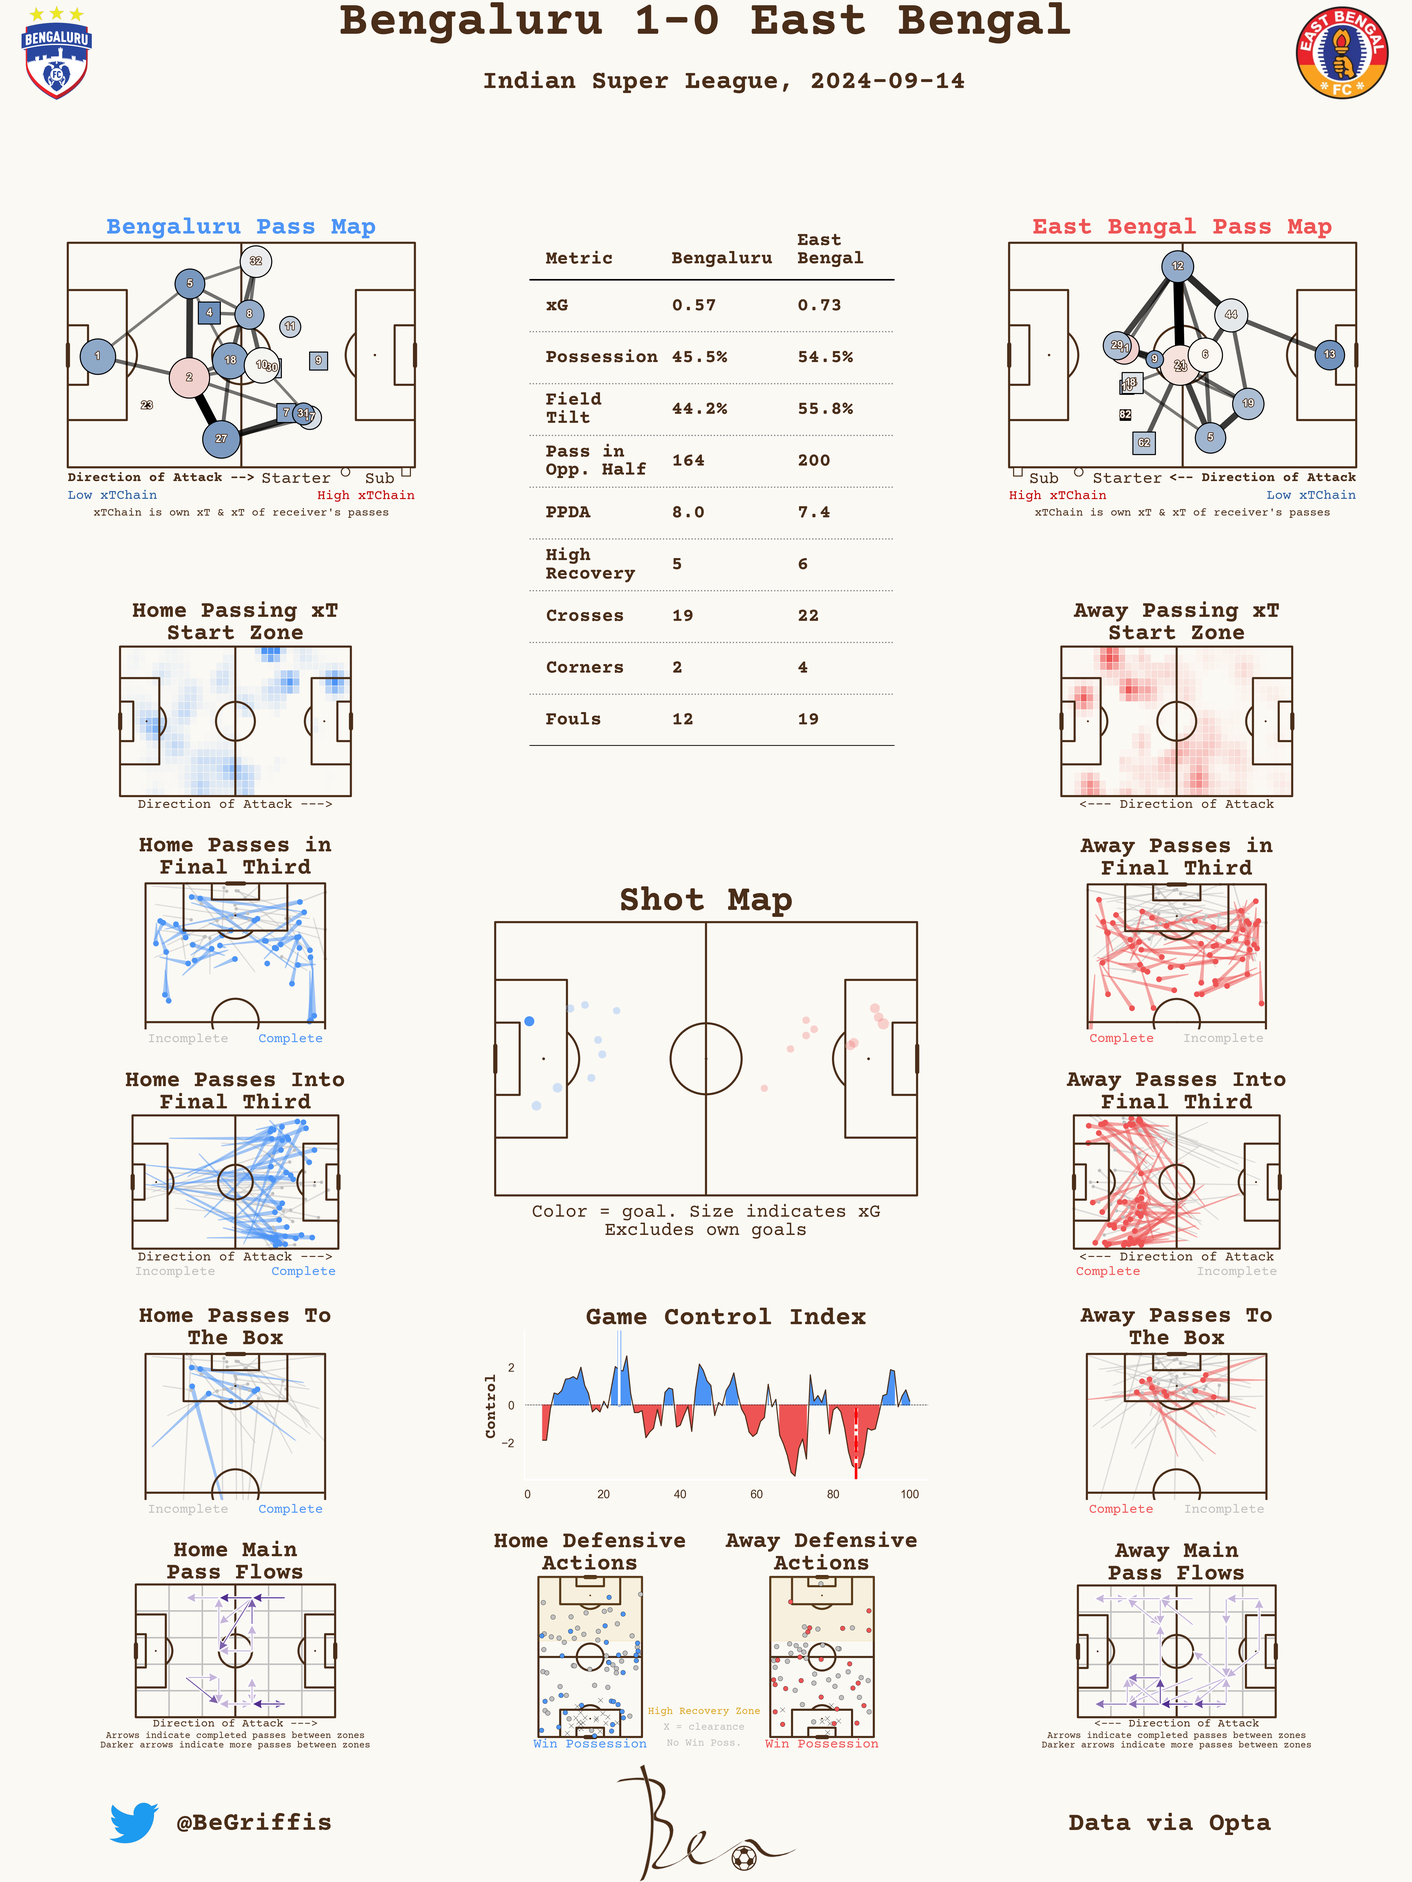 Bengaluru 1-0 East Bengal
Indian Super League, 2024-09-14
BENGALURU
FC
EAST BENGAL
FC
Bengaluru Pass Map
32
5
4
8
11
1
18
10
30
9
2
23
7
31
17
27
Direction of Attack --> Starter Sub
Low xTChain High xTChain
xTChain is own xT & xT of receiver's passes
Metric Bengaluru East Bengal
xG 0.57 0.73
Possession 45.5% 54.5%
Field Tilt 44.2% 55.8%
Pass in Opp. Half 164 200
PPDA 8.0 7.4
High Recovery 5 6
Crosses 19 22
Corners 2 4
Fouls 12 19
East Bengal Pass Map
12
44
29
11
9
21
6
13
82
19
62
5
Sub Starter <-- Direction of Attack
High xTChain Low xTChain
xTChain is own xT & xT of receiver's passes
Home Passing xT
Start Zone
Direction of Attack --->
Away Passing xT
Start Zone
<--- Direction of Attack
Home Passes in
Final Third
Incomplete Complete
Away Passes in
Final Third
Complete Incomplete
Shot Map
Color = goal. Size indicates xG
Excludes own goals
Home Passes Into
Final Third
Direction of Attack --->
Incomplete Complete
Away Passes Into
Final Third
<--- Direction of Attack
Complete Incomplete
Home Passes To
The Box
Incomplete Complete
Game Control Index
Control
2
0
−2
0 20 40 60 80 100
Away Passes To
The Box
Complete Incomplete
Home Main
Pass Flows
Direction of Attack --->
Arrows indicate completed passes between zones
Darker arrows indicate more passes between zones
Home Defensive
Actions
Win Possession
High Recovery Zone
X = clearance
No Win Poss.
Away Defensive
Actions
Win Possession
Away Main
Pass Flows
<--- Direction of Attack
Arrows indicate completed passes between zones
Darker arrows indicate more passes between zones
@BeGriffis
Ben
Data via Opta